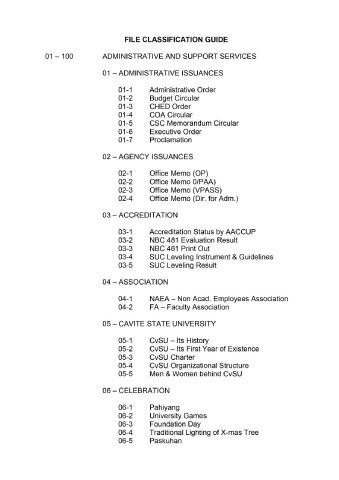 FILE CLASSIFICATION GUIDE
01 – 100 ADMINISTRATIVE AND SUPPORT SERVICES
01 – ADMINISTRATIVE ISSUANCES
01-1 Administrative Order
01-2 Budget Circular
01-3 CHED Order
01-4 COA Circular
01-5 CSC Memorandum Circular
01-6 Executive Order
01-7 Proclamation
02 – AGENCY ISSUANCES
02-1 Office Memo (OP)
02-2 Office Memo 0/PAA)
02-3 Office Memo (VPASS)
02-4 Office Memo (Dir. for Adm.)
03 – ACCREDITATION
03-1 Accreditation Status by AACCUP
03-2 NBC 481 Evaluation Result
03-3 NBC 461 Print Out
03-4 SUC Leveling Instrument & Guidelines
03-5 SUC Leveling Result
04 – ASSOCIATION
04-1 NAEA – Non Acad. Employees Association
04-2 FA – Faculty Association
05 – CAVITE STATE UNIVERSITY
05-1 CvSU – Its History
05-2 CvSU – Its First Year of Existence
05-3 CvSU Charter
05-4 CvSU Organizational Structure
05-5 Men & Women behind CvSU
06 – CELEBRATION
06-1 Pahiyang
06-2 University Games
06-3 Foundation Day
06-4 Traditional Lighting of X-mas Tree
06-5 Paskuhan